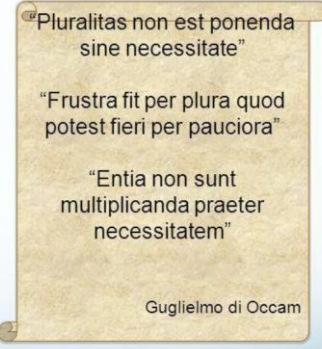 “Pluralitas non est ponenda
sine necessitate”
“Frustra fit per plura quod
potest fieri per pauciora”
“Entia non sunt
multiplicanda praeter
necessitatem”
Guglielmo di Occam